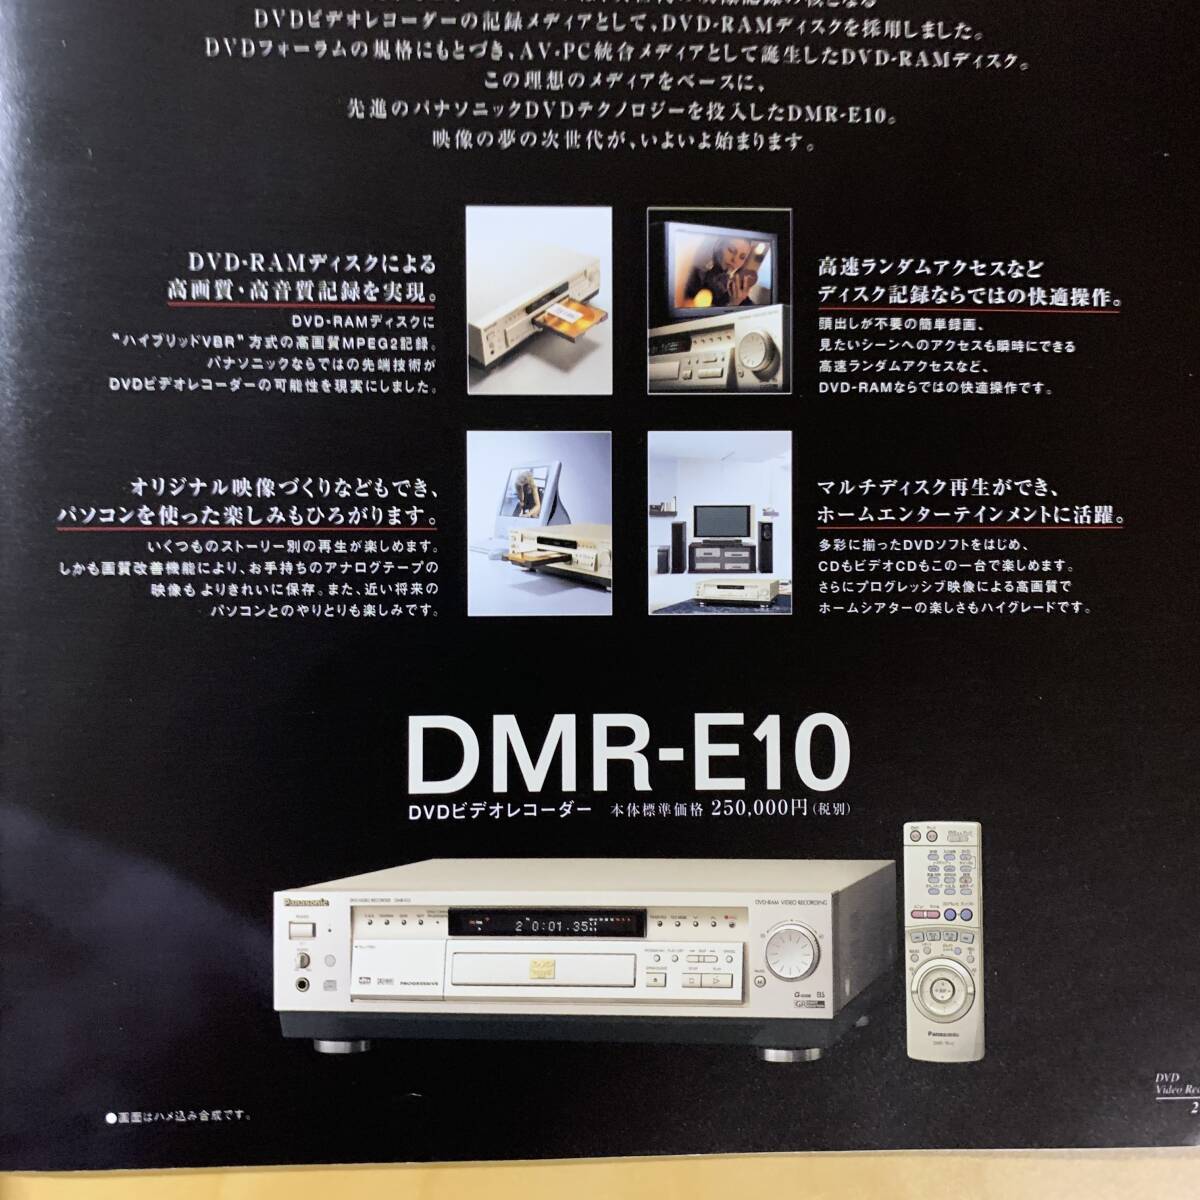 DVDビデオレコーダーの記録メディアとして、DVD-RAMディスクを採用しました。
DVDフォーラムの規格にもとづき、AV・PC統合メディアとして誕生したDVD-RAMディスク。
この理想のメディアをベースに、
先進のパナソニックDVDテクノロジーを投入したDMR-E10。
映像の夢の次世代が、いよいよ始まります。
DVD-RAMディスクによる
高画質・高音質記録を実現。
DVD-RAMディスクに
“ハイブリッドVBR”方式の高画質MPEG2記録。
パナソニックならではの先端技術が
DVDビデオレコーダーの可能性を現実にしました。
高速ランダムアクセスなど
ディスク記録ならではの快適操作。
頭出しが不要の簡単録画、
見たいシーンへのアクセスも瞬時にできる
高速ランダムアクセスなど、
DVD-RAMならではの快適操作です。
オリジナル映像づくりなどもでき、
パソコンを使った楽しみもひろがります。
いくつものストーリー別の再生が楽しめます。
しかも画質改善機能により、お手持ちのアナログテープの
映像も よりきれいに保存。また、近い将来の
パソコンとのやりとりも楽しみです。
マルチディスク再生ができ、
ホームエンターテインメントに活躍。
多彩に揃ったDVDソフトをはじめ、
CDもビデオCDもこの一台で楽しめます。
さらにプログレッシブ映像による高画質で
ホームシアターの楽しさもハイグレードです。
DMR-E10
DVDビデオレコーダー 本体標準価格 250,000円(税別)
Panasonic
DVD VIDEO RECORDER DMR-E10
DVD-RAM VIDEO RECORDING
2 0:01.35
dts
PROGRESSIVE
Panasonic
●画面はハメ込み合成です。
DVD
Video Rec
2